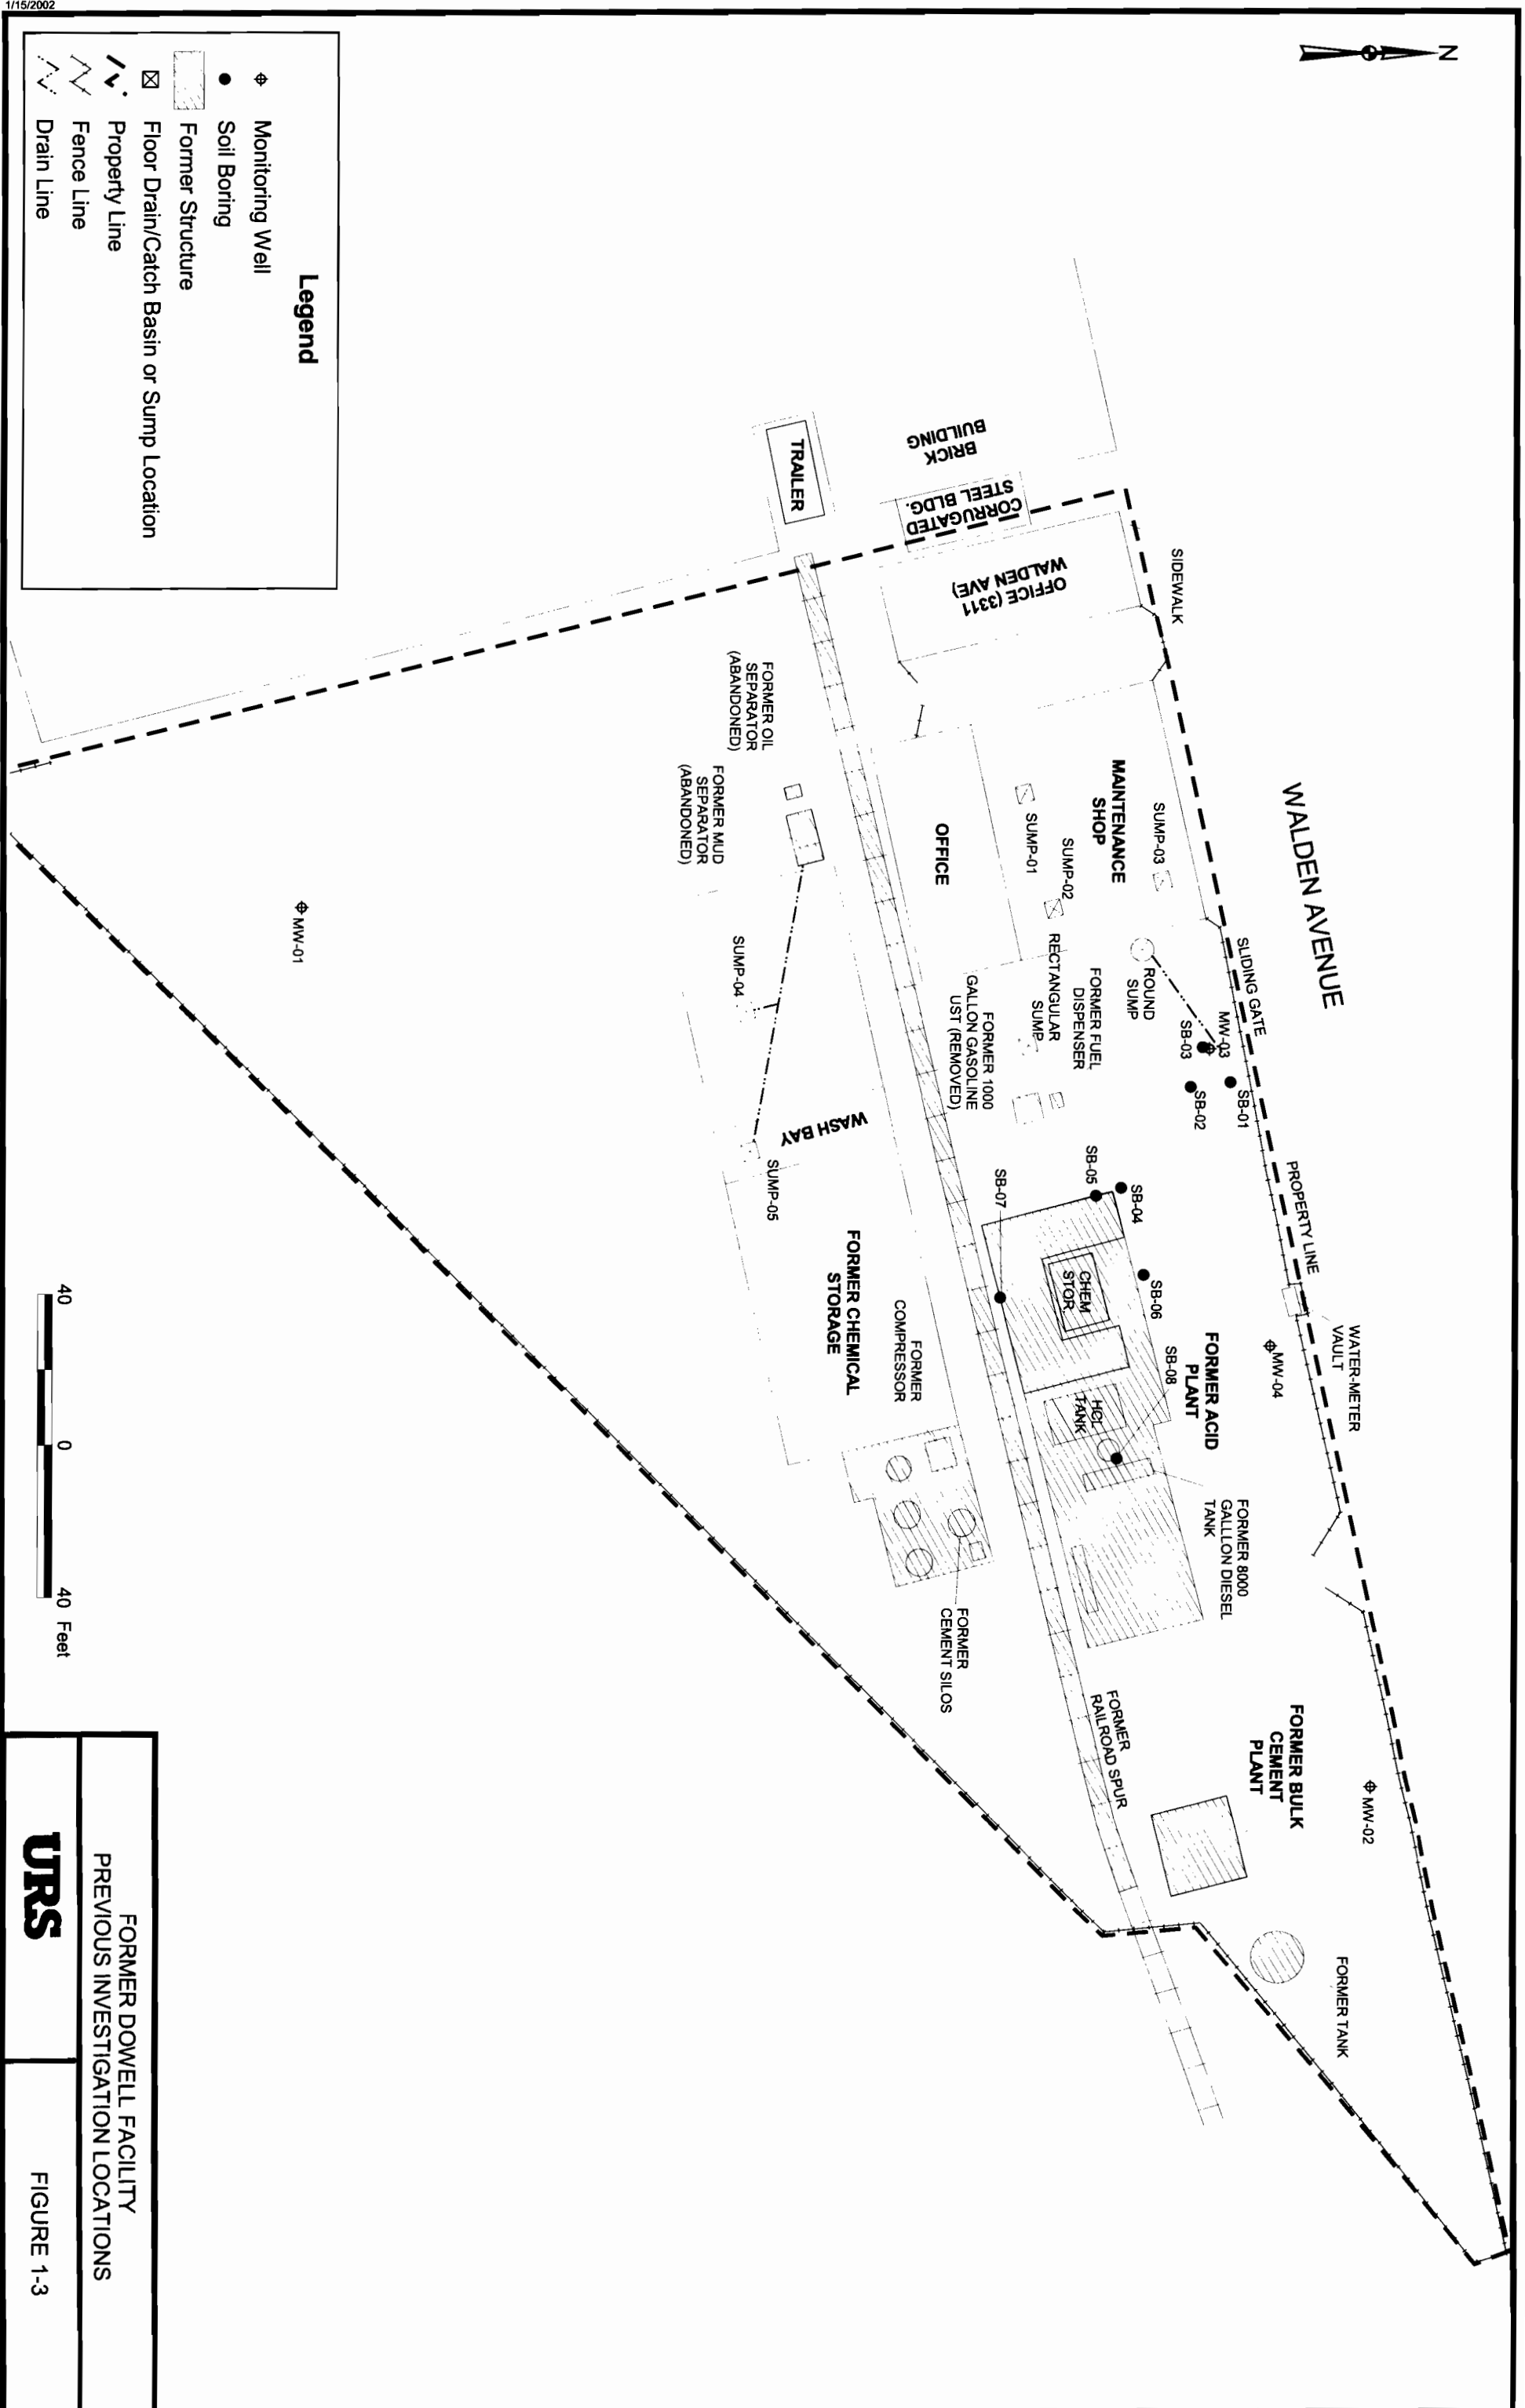 1/15/2002
N
WALDEN AVENUE
SIDEWALK
SLIDING GATE
PROPERTY LINE
WATER-METER
VAULT
BRICK
BUILDING
CORRUGATED
STEEL BLDG.
OFFICE (3311
WALDEN AVE)
TRAILER
MAINTENANCE
SHOP
SUMP-03
SUMP-01
SUMP-02
OFFICE
ROUND
SUMP
RECTANGULAR
SUMP
FORMER FUEL
DISPENSER
FORMER 1000
GALLON GASOLINE
UST (REMOVED)
MW-03
SB-03
SB-01
SB-02
SB-04
SB-05
SB-06
SB-07
SB-08
MW-04
CHEM
STOR.
HCL
TANK
FORMER ACID
PLANT
FORMER 8000
GALLLON DIESEL
TANK
FORMER BULK
CEMENT
PLANT
MW-02
FORMER TANK
FORMER
RAILROAD SPUR
FORMER OIL
SEPARATOR
(ABANDONED)
FORMER MUD
SEPARATOR
(ABANDONED)
SUMP-04
SUMP-05
WASH BAY
FORMER CHEMICAL
STORAGE
FORMER
COMPRESSOR
FORMER
CEMENT SILOS
MW-01
Legend
Monitoring Well
Soil Boring
Former Structure
Floor Drain/Catch Basin or Sump Location
Property Line
Fence Line
Drain Line
40 0 40 Feet
FORMER DOWELL FACILITY
PREVIOUS INVESTIGATION LOCATIONS
URS
FIGURE 1-3